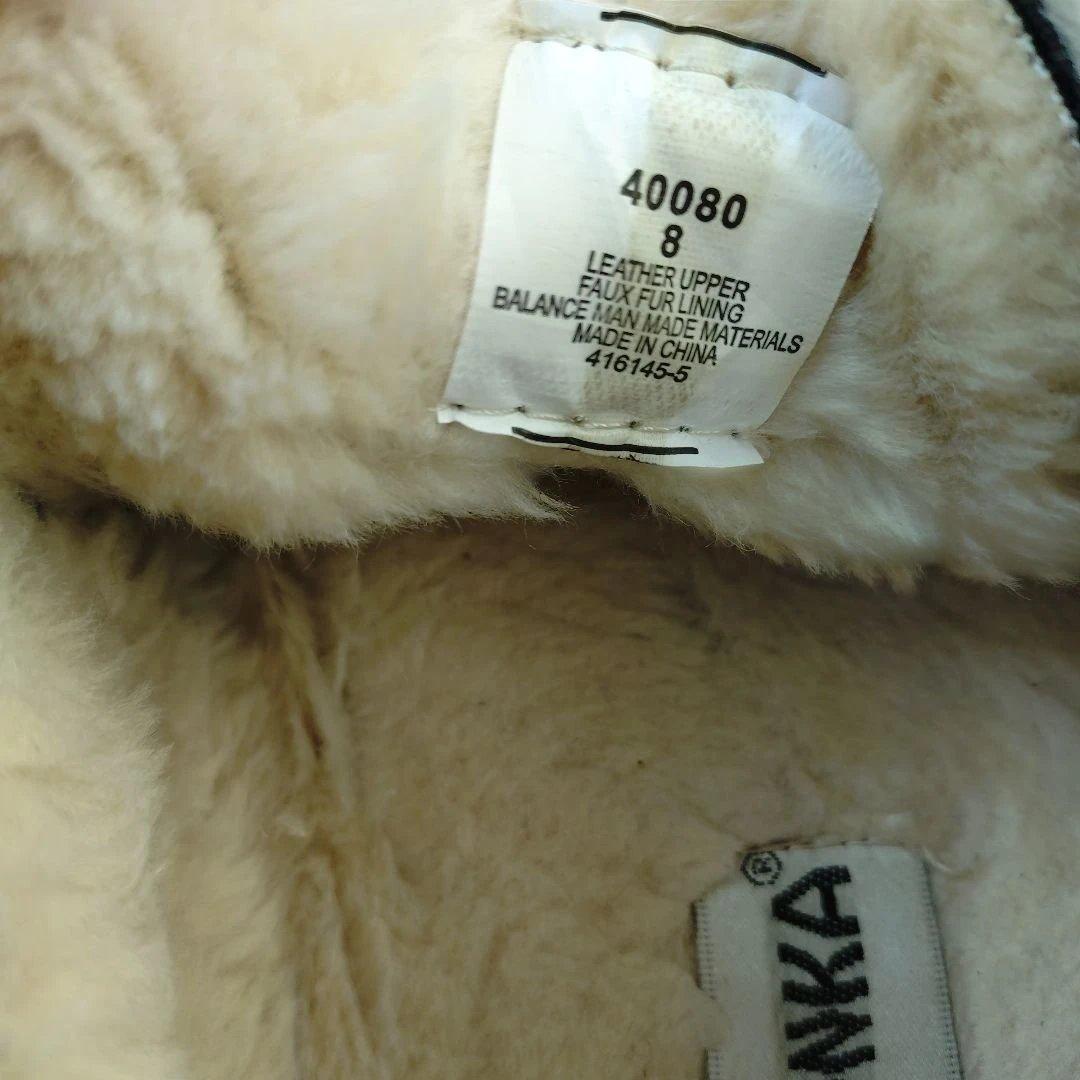 40080
8
LEATHER UPPER
FAUX FUR LINING
BALANCE MAN MADE MATERIALS
MADE IN CHINA
416145-5
NKA®